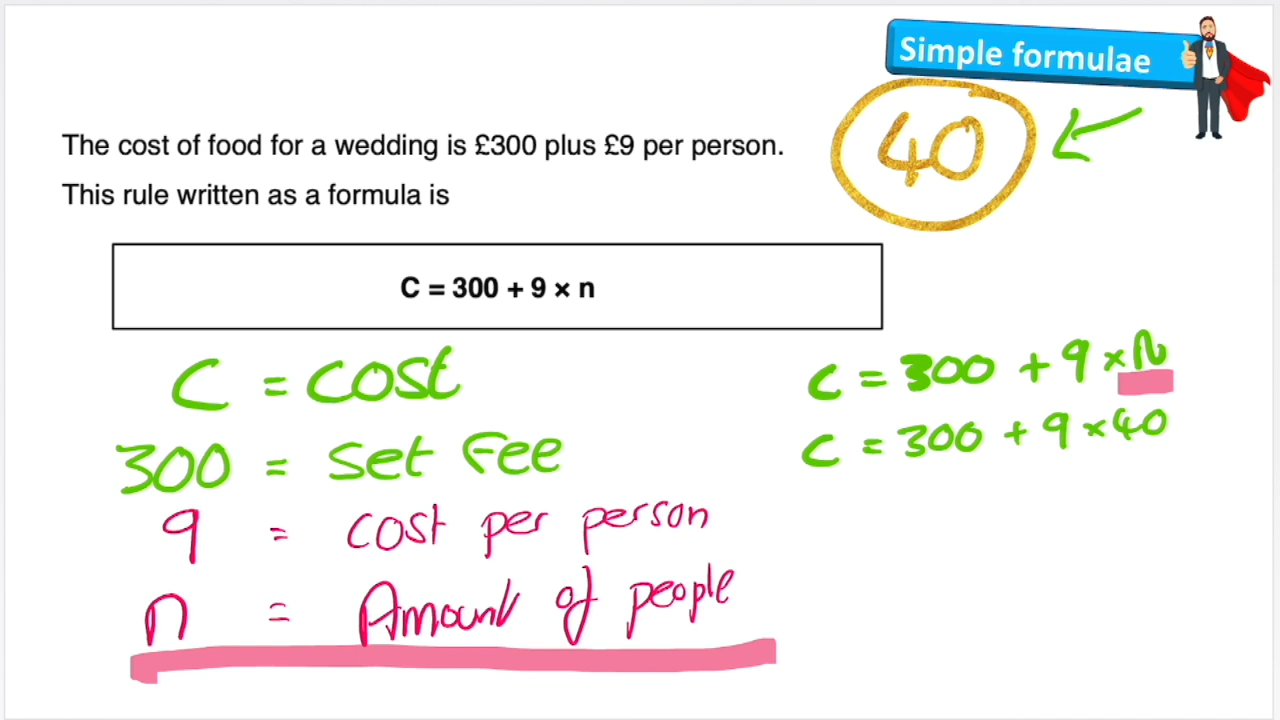 Simple formulae
40
The cost of food for a wedding is £300 plus £9 per person.
This rule written as a formula is
C = 300 + 9 × n
C = cost
300 = Set Fee
9 = cost per person
n = Amount of people
C = 300 + 9 × n
C = 300 + 9 × 40